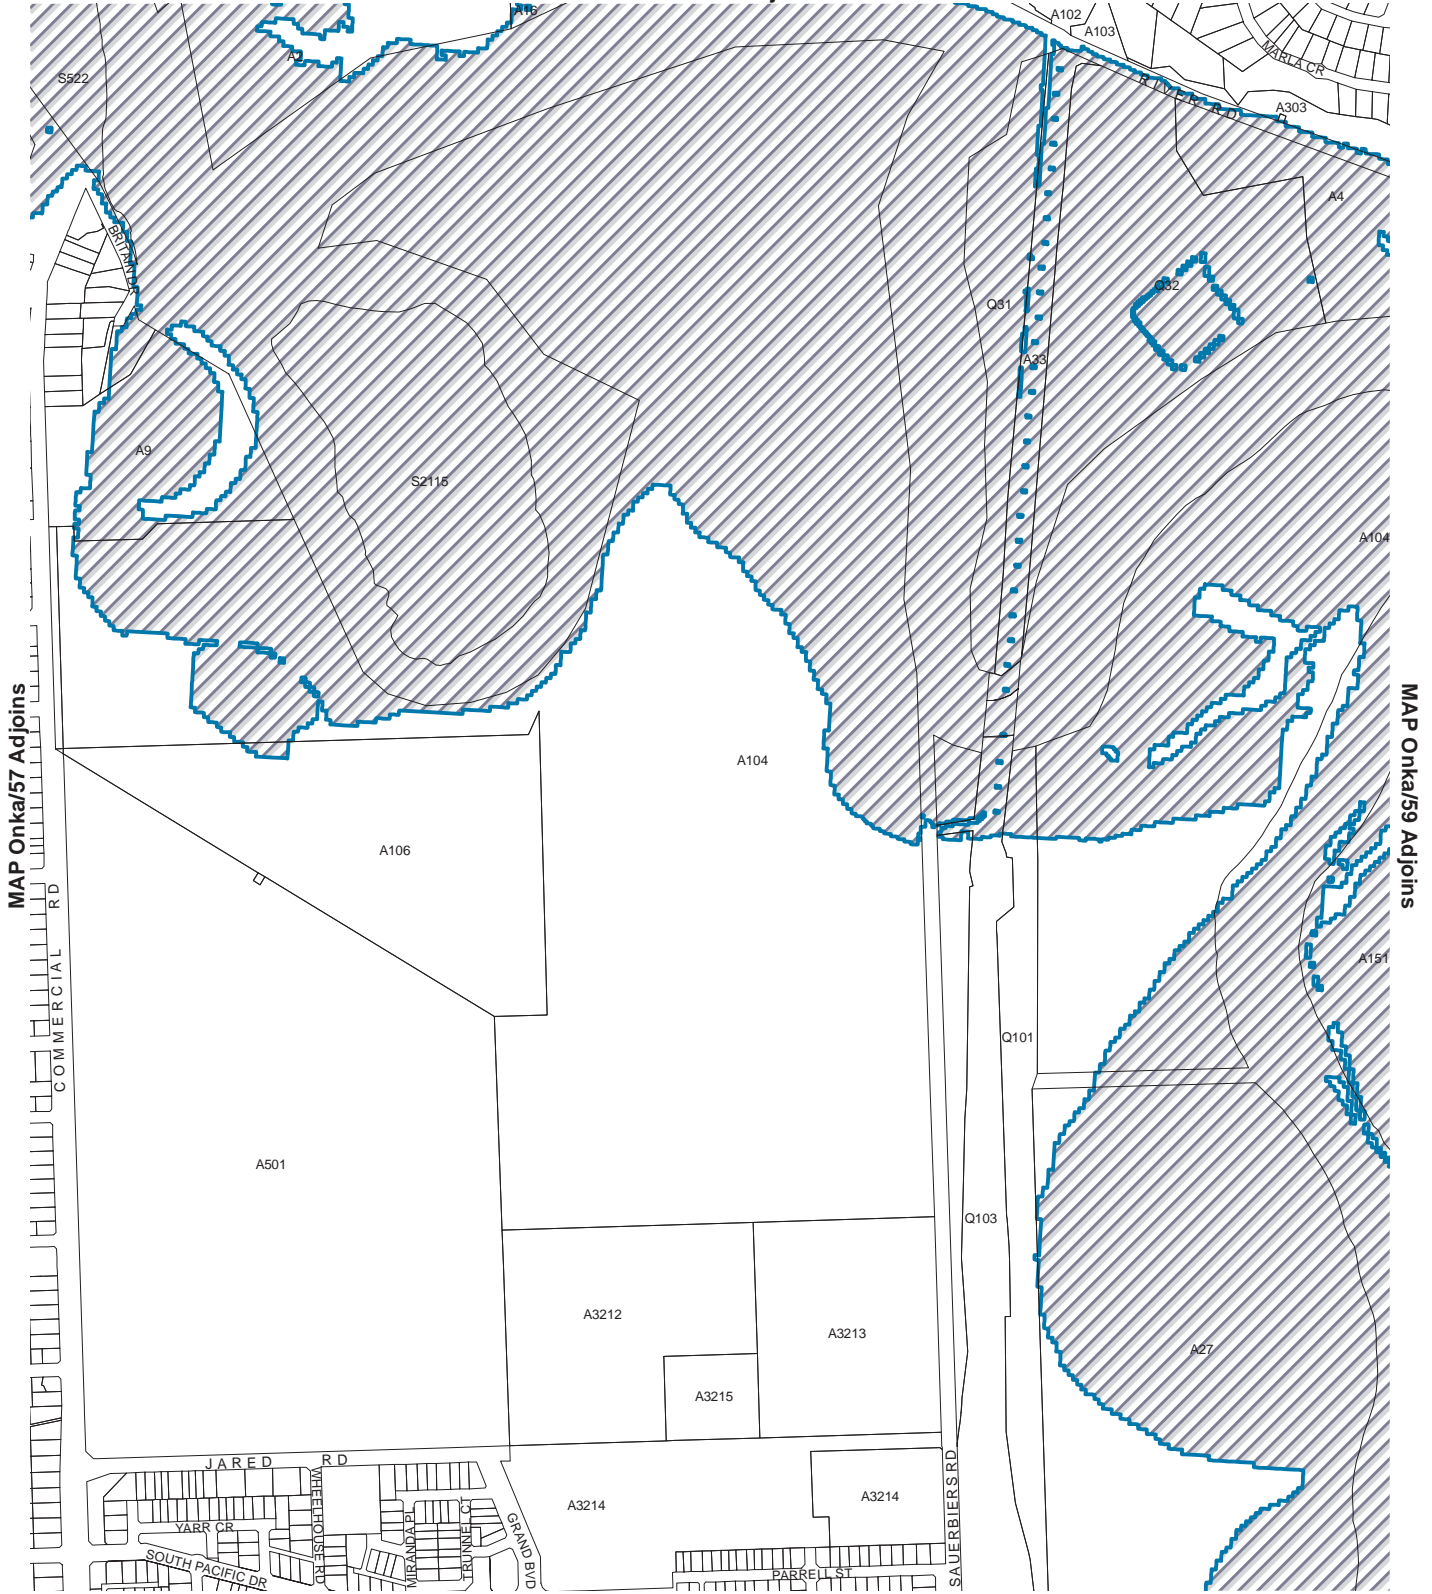 A16
A102
A103
MARLA CR
A2
S522
RIVER RD
A303
A4
BRITAIN DR
Q32
Q31
A33
A9
S2115
A104
MAP Onka/57 Adjoins
MAP Onka/59 Adjoins
A104
A106
COMMERCIAL RD
A151
Q101
A501
Q103
A3212
A3213
A27
A3215
JARED RD
WHEELHOUSE RD
A3214
A3214
YARR CR
MIRANDA PL
TRUNNEL CT
GRAND BVD
SAUERBIERS RD
SOUTH PACIFIC DR
PARRELL ST